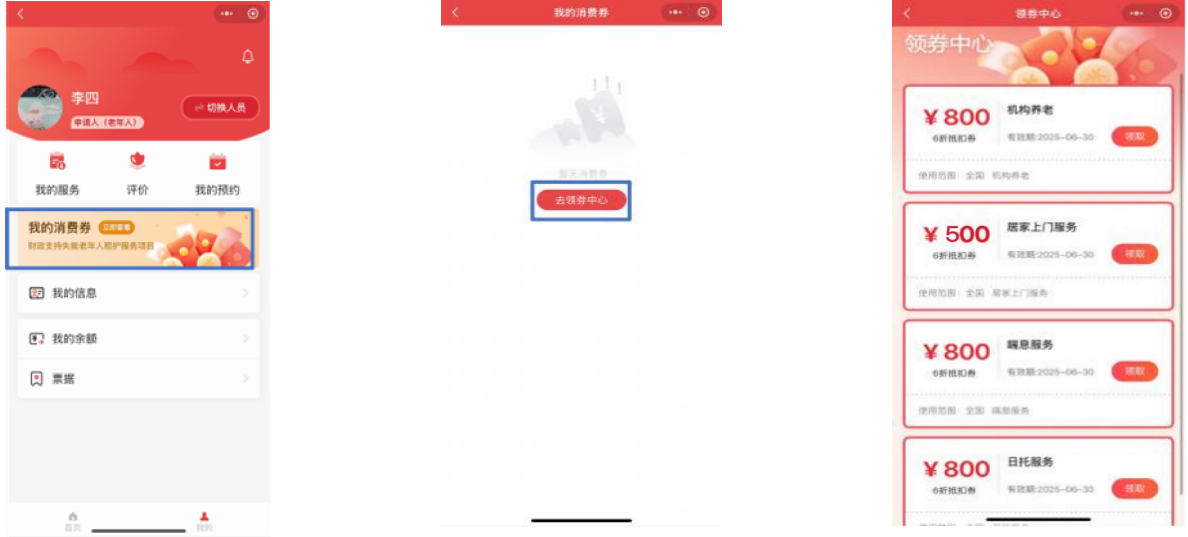 李四
申请人（老年人）
切换人员
我的服务
评价
我的预约
我的消费券 立即查看
财政支持失能老年人照护服务项目
我的信息
我的余额
票据
首页
我的
我的消费券
暂无消费券
去领券中心
领券中心
领券中心
¥800
6折抵扣券
机构养老
有效期:2025-06-30
领取
使用范围: 全国 机构养老
¥500
6折抵扣券
居家上门服务
有效期:2025-06-30
领取
使用范围: 全国 居家上门服务
¥800
6折抵扣券
喘息服务
有效期:2025-06-30
领取
使用范围: 全国 喘息服务
¥800
6折抵扣券
日托服务
有效期:2025-06-30
领取